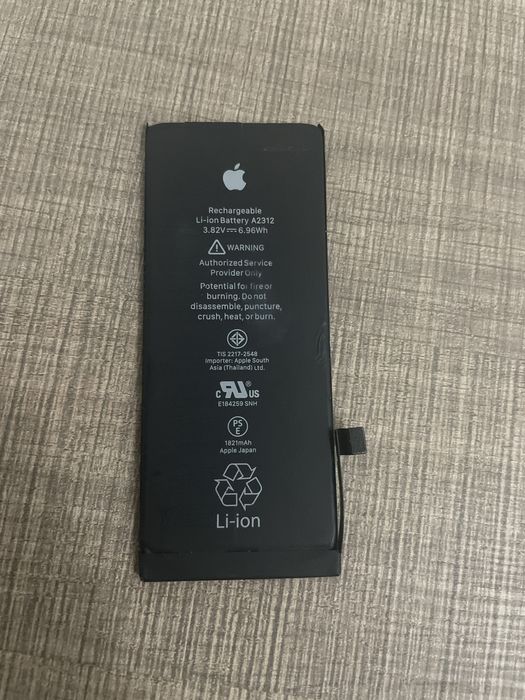 Rechargeable
Li-ion Battery A2312
3.82V⎓6.96Wh
WARNING
Authorized Service
Provider Only
Potential for fire or
burning. Do not
disassemble, puncture,
crush, heat, or burn.
TIS 2217-2548
Importer: Apple South
Asia (Thailand) Ltd.
c RU US
E184259 SNH
PS
E
1821mAh
Apple Japan
Li-ion